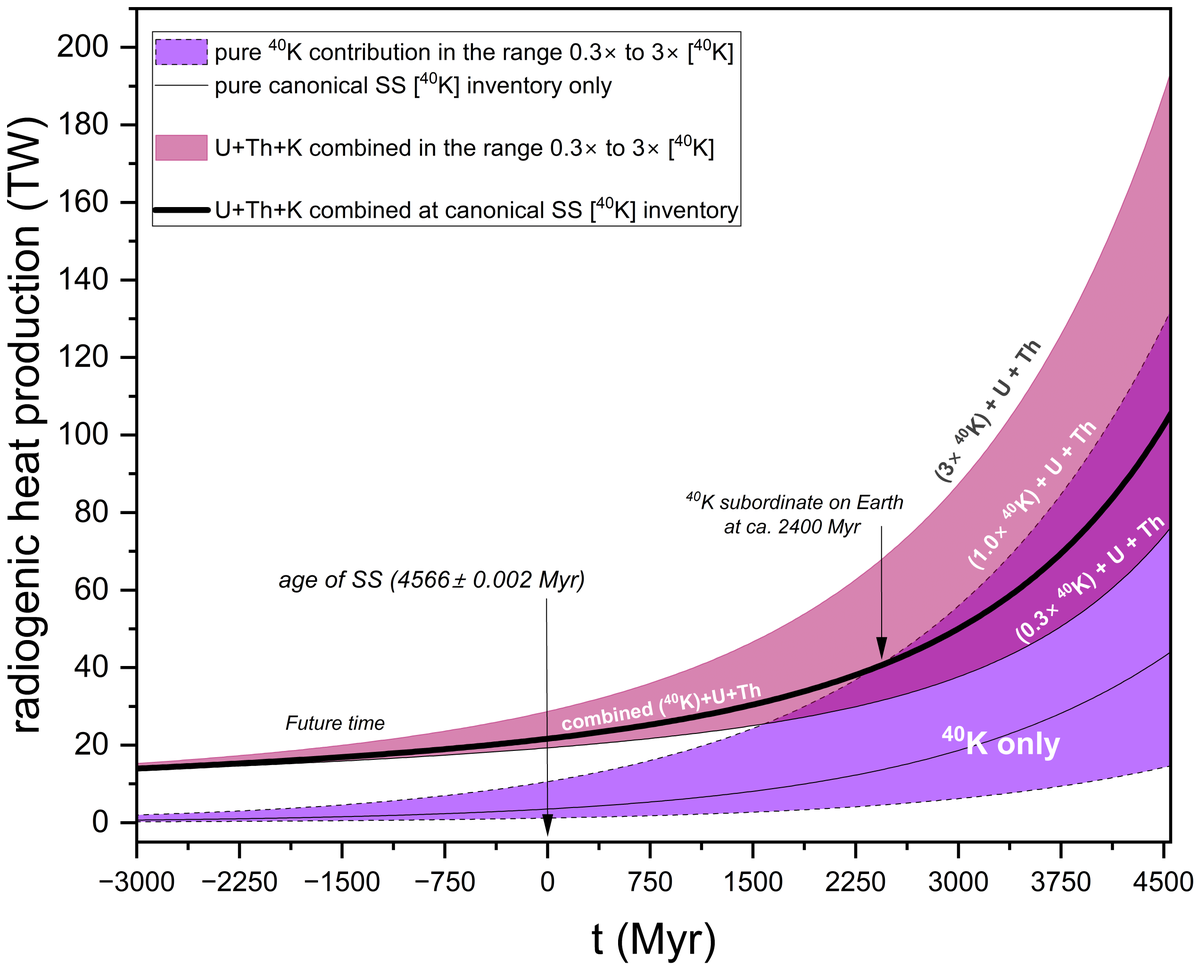 pure ⁴⁰K contribution in the range 0.3× to 3× [⁴⁰K]
pure canonical SS [⁴⁰K] inventory only
U+Th+K combined in the range 0.3× to 3× [⁴⁰K]
U+Th+K combined at canonical SS [⁴⁰K] inventory
radiogenic heat production (TW)
200
180
160
140
120
100
80
60
40
20
0
(3× ⁴⁰K) + U + Th
(1.0× ⁴⁰K) + U + Th
(0.3× ⁴⁰K) + U + Th
⁴⁰K subordinate on Earth
at ca. 2400 Myr
age of SS (4566 ± 0.002 Myr)
combined (⁴⁰K)+U+Th
Future time
⁴⁰K only
−3000 −2250 −1500 −750 0 750 1500 2250 3000 3750 4500
t (Myr)